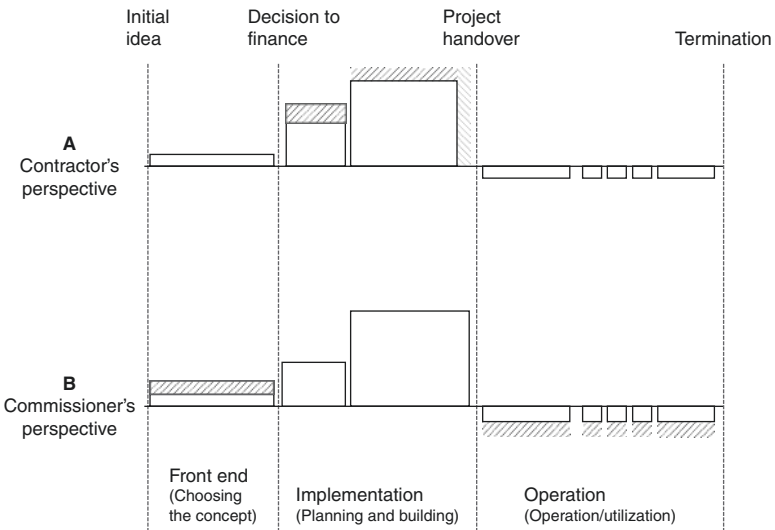 Initial
idea
Decision to
finance
Project
handover
Termination
A
Contractor's
perspective
B
Commissioner's
perspective
Front end
(Choosing
the concept)
Implementation
(Planning and building)
Operation
(Operation/utilization)